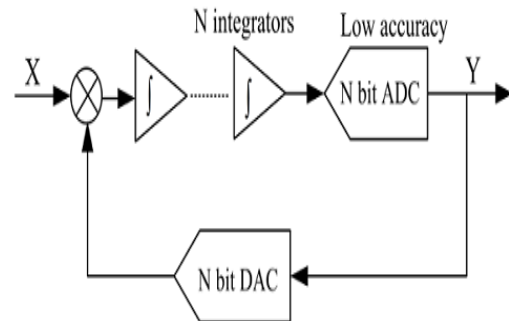 N integrators
Low accuracy
X
∫
∫
N bit ADC
Y
N bit DAC